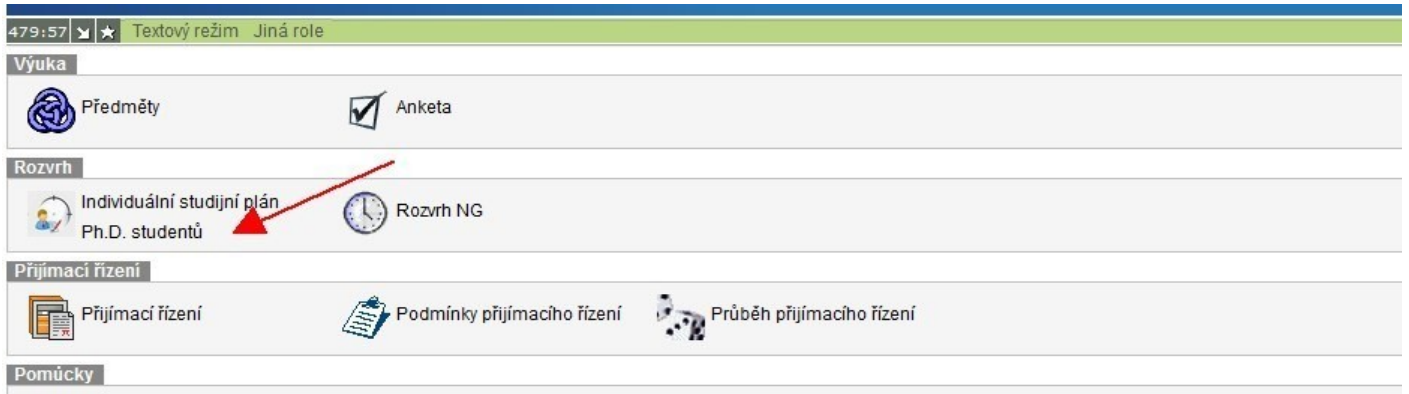 479:57 Textový režim Jiná role
Výuka
Předměty Anketa
Rozvrh
Individuální studijní plán
Ph.D. studentů
Rozvrh NG
Přijímací řízení
Přijímací řízení Podmínky přijímacího řízení Průběh přijímacího řízení
Pomůcky